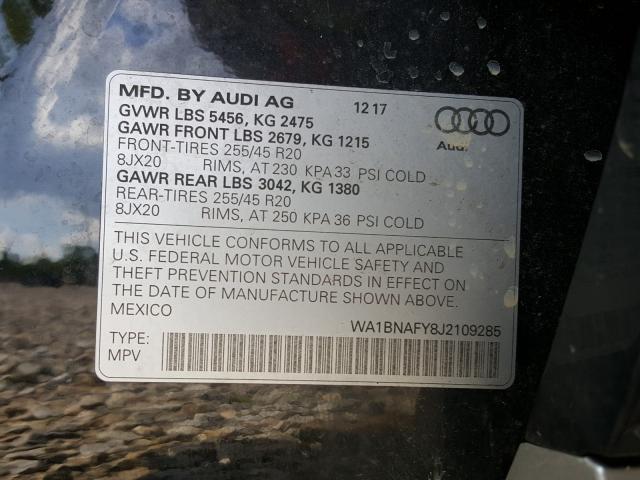 MFD. BY AUDI AG 12 17
GVWR LBS 5456, KG 2475
GAWR FRONT LBS 2679, KG 1215
FRONT-TIRES 255/45 R20
8JX20 RIMS, AT 230 KPA 33 PSI COLD
GAWR REAR LBS 3042, KG 1380
REAR-TIRES 255/45 R20
8JX20 RIMS, AT 250 KPA 36 PSI COLD
Audi
THIS VEHICLE CONFORMS TO ALL APPLICABLE
U.S. FEDERAL MOTOR VEHICLE SAFETY AND
THEFT PREVENTION STANDARDS IN EFFECT ON
THE DATE OF MANUFACTURE SHOWN ABOVE.
MEXICO WA1BNAFY8J2109285
TYPE:
MPV